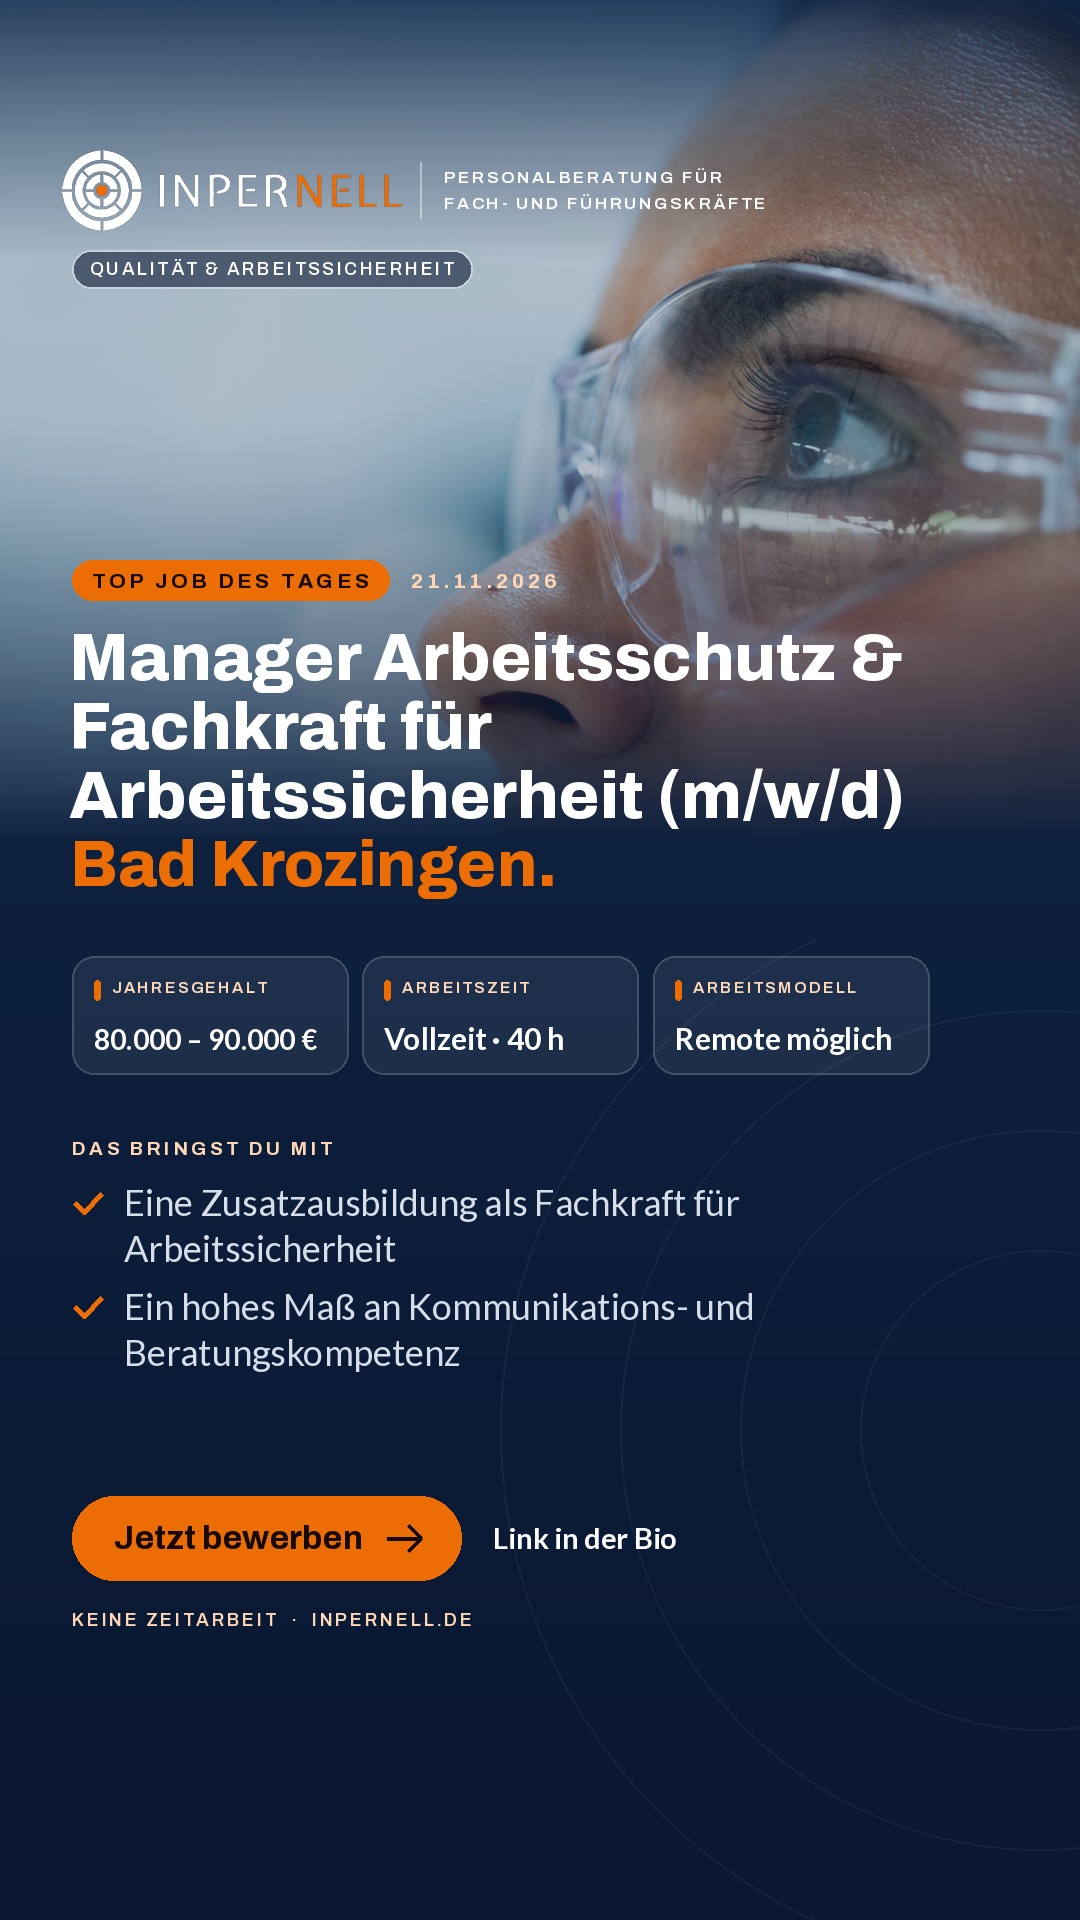 INPERNELL
PERSONALBERATUNG FÜR
FACH- UND FÜHRUNGSKRÄFTE
QUALITÄT & ARBEITSSICHERHEIT
TOP JOB DES TAGES 21.11.2026
Manager Arbeitsschutz &
Fachkraft für
Arbeitssicherheit (m/w/d)
Bad Krozingen.
JAHRESGEHALT
80.000 – 90.000 €
ARBEITSZEIT
Vollzeit · 40 h
ARBEITSMODELL
Remote möglich
DAS BRINGST DU MIT
Eine Zusatzausbildung als Fachkraft für
Arbeitssicherheit
Ein hohes Maß an Kommunikations- und
Beratungskompetenz
Jetzt bewerben → Link in der Bio
KEINE ZEITARBEIT · INPERNELL.DE